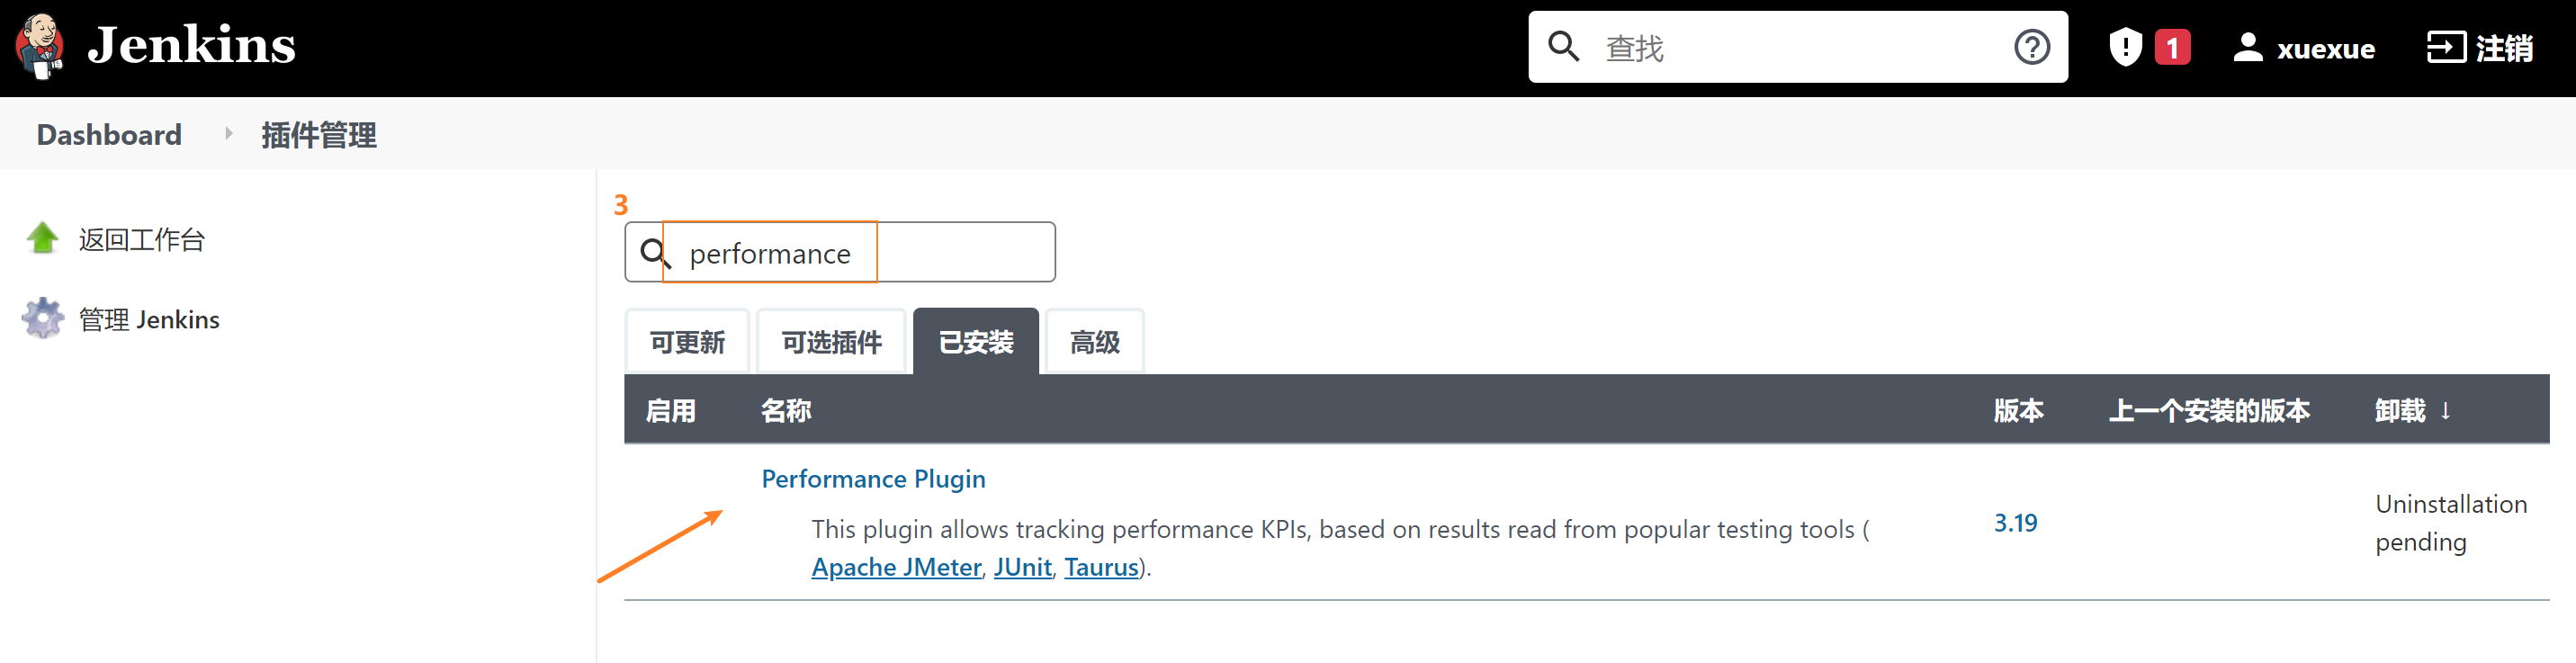 Jenkins
查找
1
xuexue
注销
Dashboard
插件管理
返回工作台
管理 Jenkins
3
performance
可更新
可选插件
已安装
高级
启用 名称 版本 上一个安装的版本 卸载 ↓
Performance Plugin
This plugin allows tracking performance KPIs, based on results read from popular testing tools (
Apache JMeter, JUnit, Taurus).
3.19
Uninstallation
pending